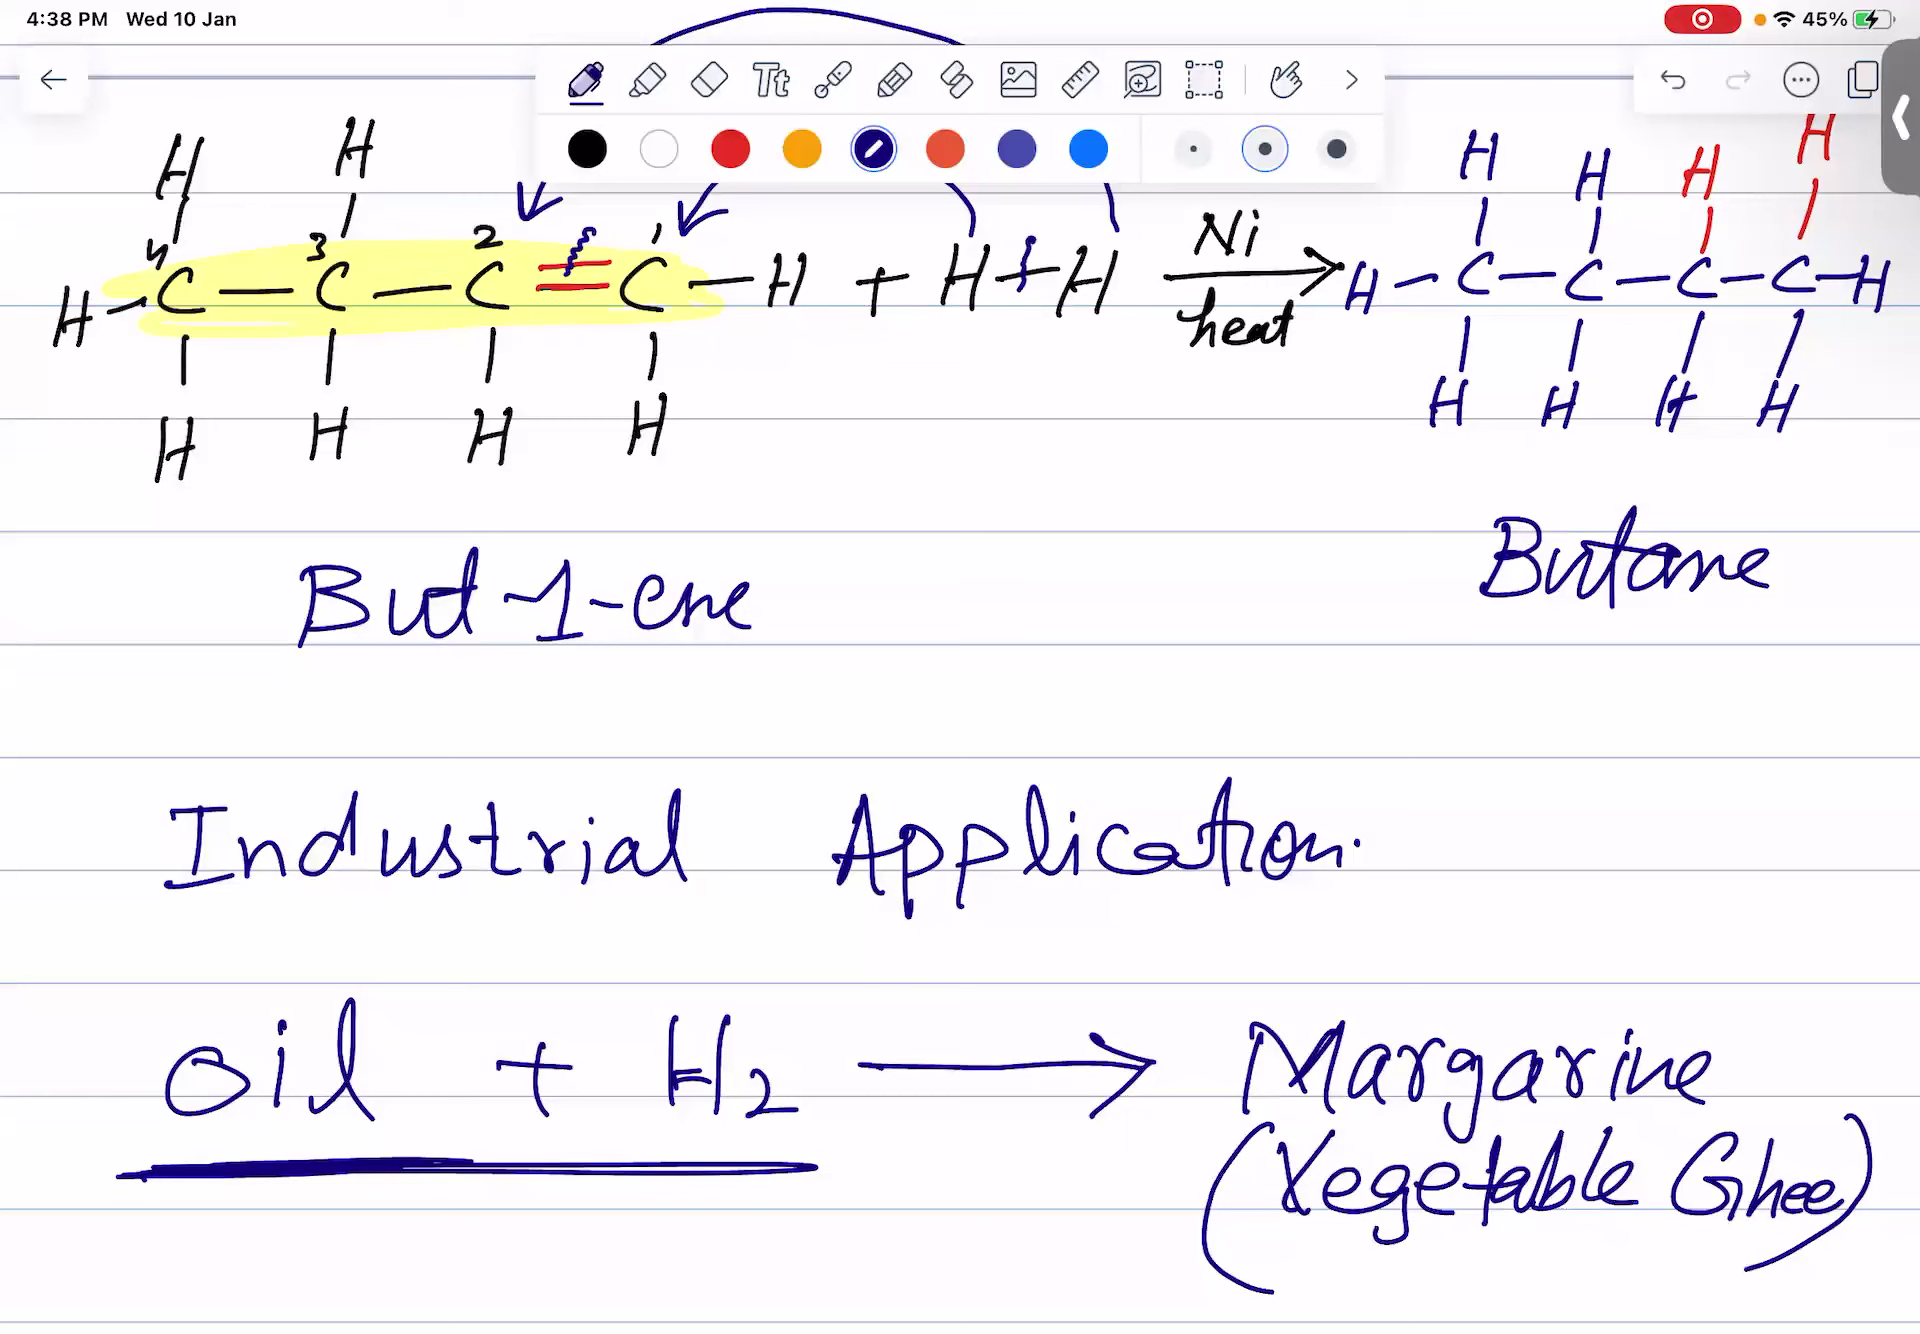 4:38 PM Wed 10 Jan 45%
Tt
H H H H H H
4 3 2 1 Ni
H-C-C-C=C-H + H-H → H-C-C-C-C-H
heat
H H H H H H H H
But-1-ene Butane
Industrial Application.
Oil + H2 → Margarine
(Vegetable Ghee)